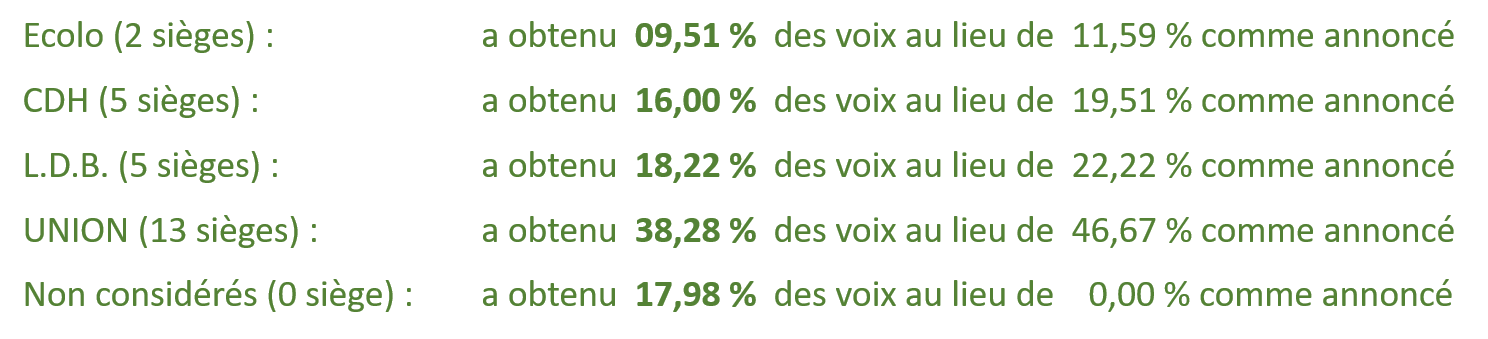 Ecolo (2 sièges) : a obtenu 09,51 % des voix au lieu de 11,59 % comme annoncé
CDH (5 sièges) : a obtenu 16,00 % des voix au lieu de 19,51 % comme annoncé
L.D.B. (5 sièges) : a obtenu 18,22 % des voix au lieu de 22,22 % comme annoncé
UNION (13 sièges) : a obtenu 38,28 % des voix au lieu de 46,67 % comme annoncé
Non considérés (0 siège) : a obtenu 17,98 % des voix au lieu de 0,00 % comme annoncé